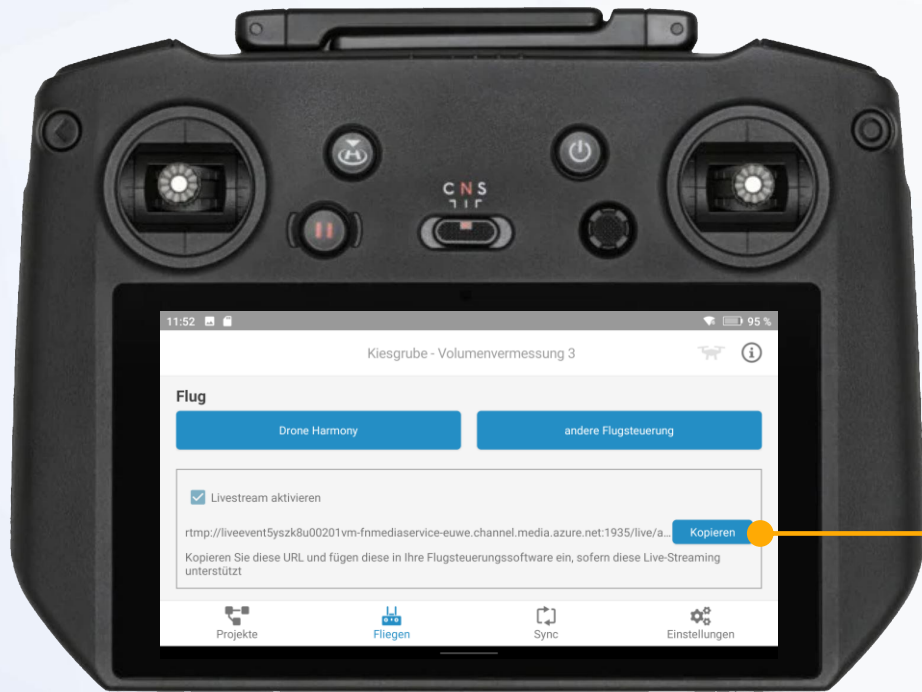 C N S
11:52
95 %
Kiesgrube - Volumenvermessung 3
Flug
Drone Harmony
andere Flugsteuerung
Livestream aktivieren
rtmp://liveevent5yszk8u00201vm-fnmediaservice-euwe.channel.media.azure.net:1935/live/a...
Kopieren
Kopieren Sie diese URL und fügen diese in Ihre Flugsteuerungssoftware ein, sofern diese Live-Streaming
unterstützt
Projekte
Fliegen
Sync
Einstellungen